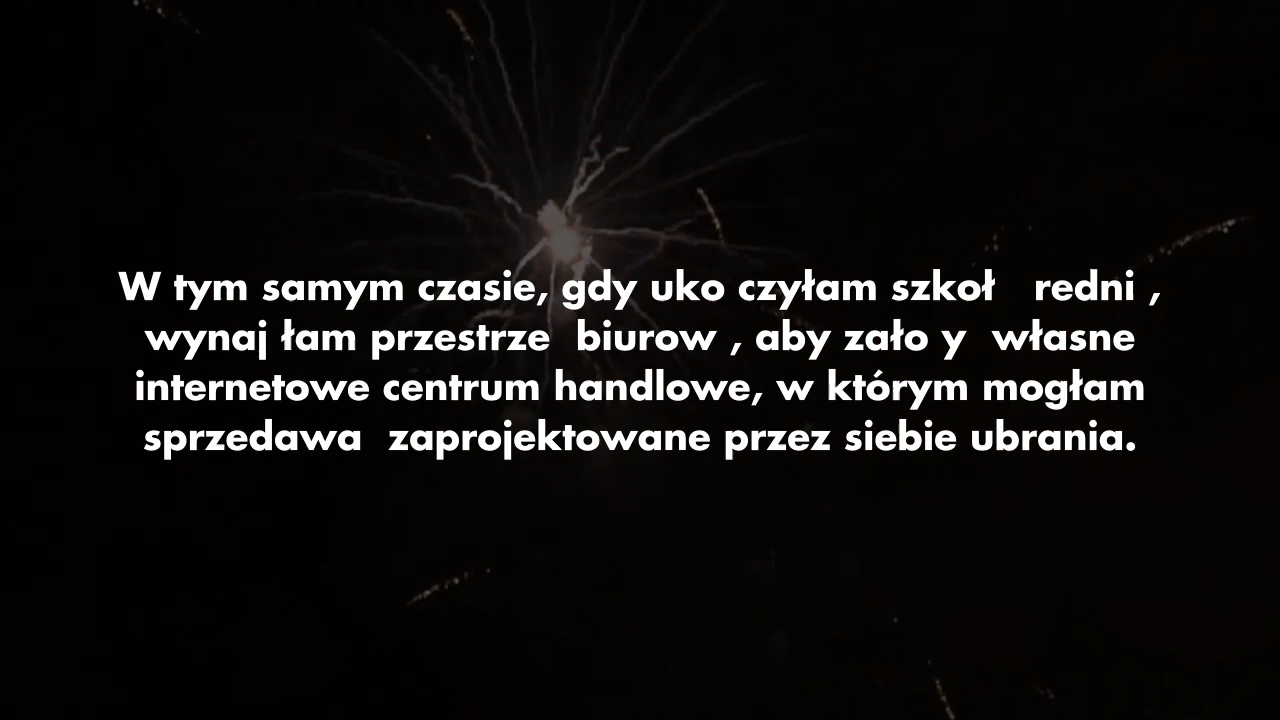 W tym samym czasie, gdy uko czyłam szkoł   redni ,
wynaj łam przestrze  biurow , aby zało y  własne
internetowe centrum handlowe, w którym mogłam
sprzedawa  zaprojektowane przez siebie ubrania.